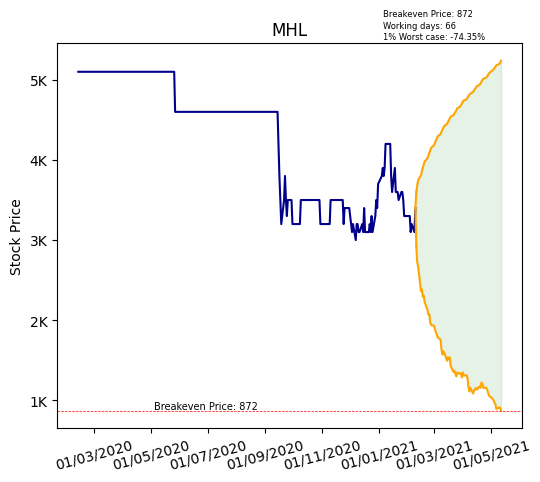 Breakeven Price: 872
Working days: 66
1% Worst case: -74.35%
MHL
Stock Price
5K
4K
3K
2K
1K
Breakeven Price: 872
01/03/2020
01/05/2020
01/07/2020
01/09/2020
01/11/2020
01/01/2021
01/03/2021
01/05/2021